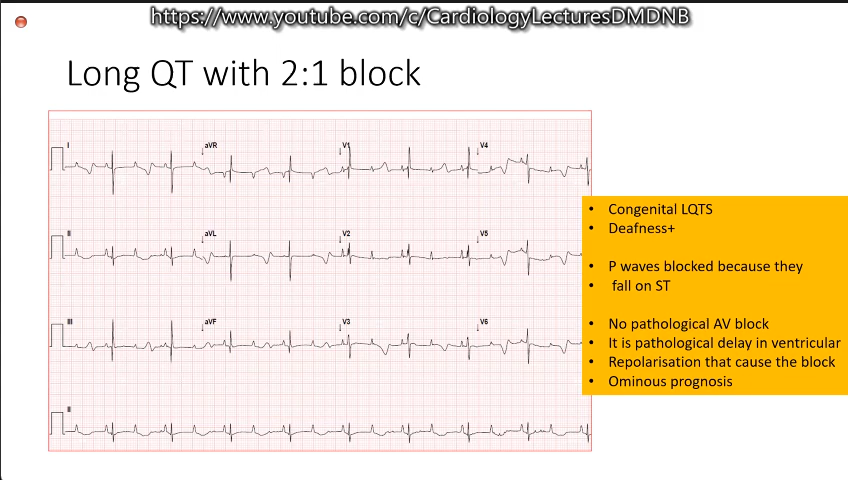 https://www.youtube.com/c/CardiologyLecturesDMDNB
Long QT with 2:1 block
I aVR V1 V4
II aVL V2 V5
III aVF V3 V6
II
• Congenital LQTS
• Deafness+
• P waves blocked because they
• fall on ST
• No pathological AV block
• It is pathological delay in ventricular
• Repolarisation that cause the block
• Ominous prognosis